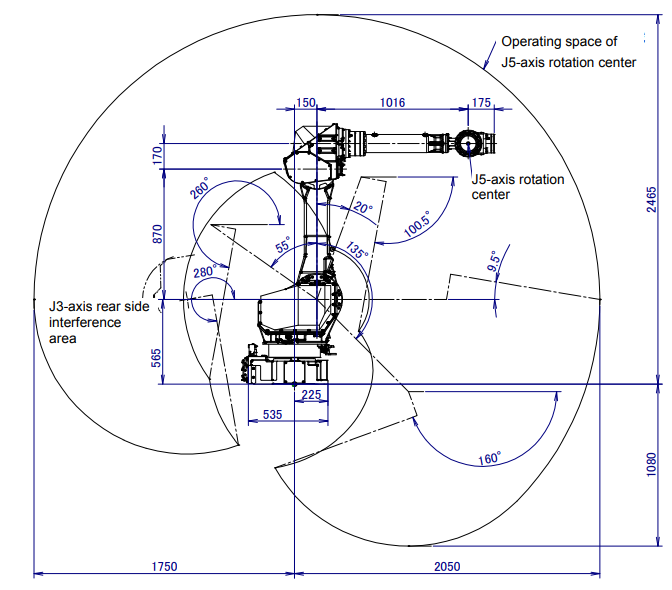 Operating space of
J5-axis rotation center
150
1016
175
170
J5-axis rotation
center
260°
20°
100.5°
2465
870
55°
135°
9.5°
280°
J3-axis rear side
interference
area
565
225
535
160°
1080
1750
2050